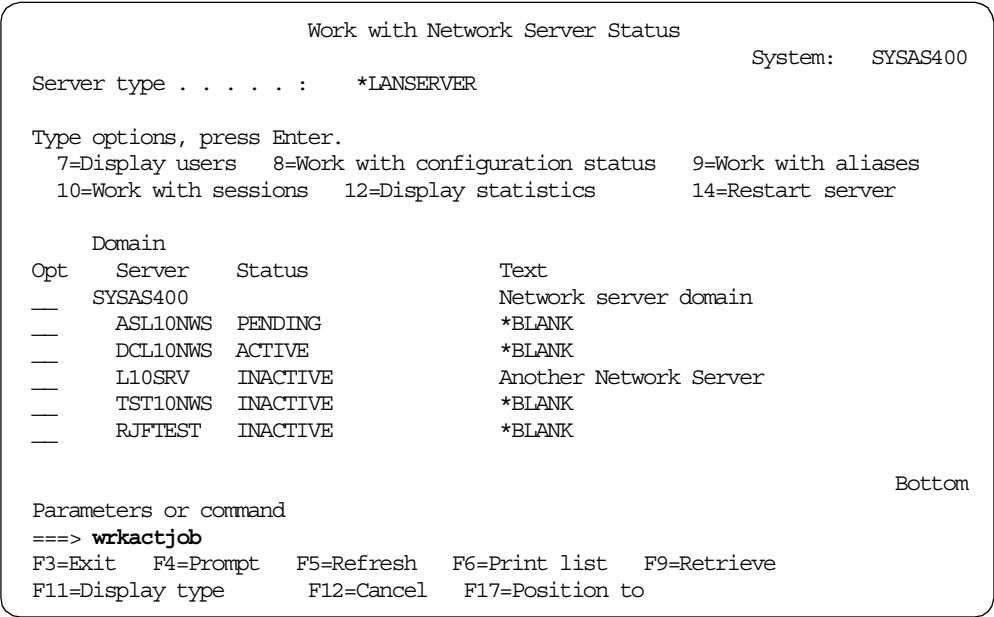 Work with Network Server Status
System: SYSAS400
Server type . . . . . : *LANSERVER
Type options, press Enter.
7=Display users 8=Work with configuration status 9=Work with aliases
10=Work with sessions 12=Display statistics 14=Restart server
Domain
Opt Server Status Text
__ SYSAS400 Network server domain
__ ASL10NWS PENDING *BLANK
__ DCL10NWS ACTIVE *BLANK
__ L10SRV INACTIVE Another Network Server
__ TST10NWS INACTIVE *BLANK
__ RJFTEST INACTIVE *BLANK
Bottom
Parameters or command
===> wrkactjob
F3=Exit F4=Prompt F5=Refresh F6=Print list F9=Retrieve
F11=Display type F12=Cancel F17=Position to